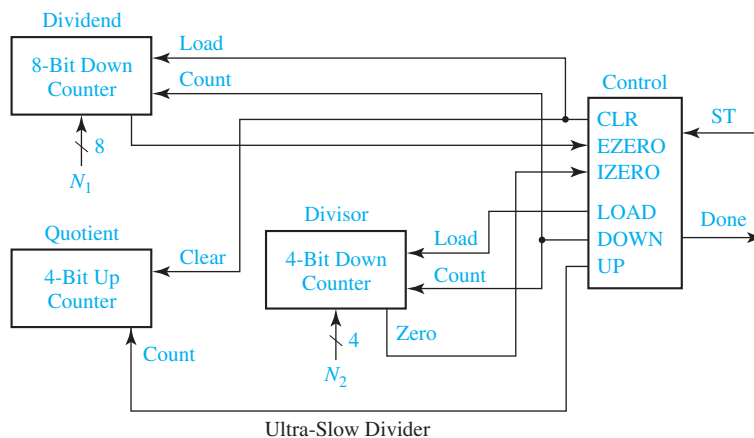 Dividend
8-Bit Down
Counter
Load
Count
8
N1
Control
CLR
EZERO
IZERO
LOAD
DOWN
UP
ST
Done
Quotient
4-Bit Up
Counter
Clear
Count
Divisor
4-Bit Down
Counter
Load
Count
Zero
4
N2
Ultra-Slow Divider